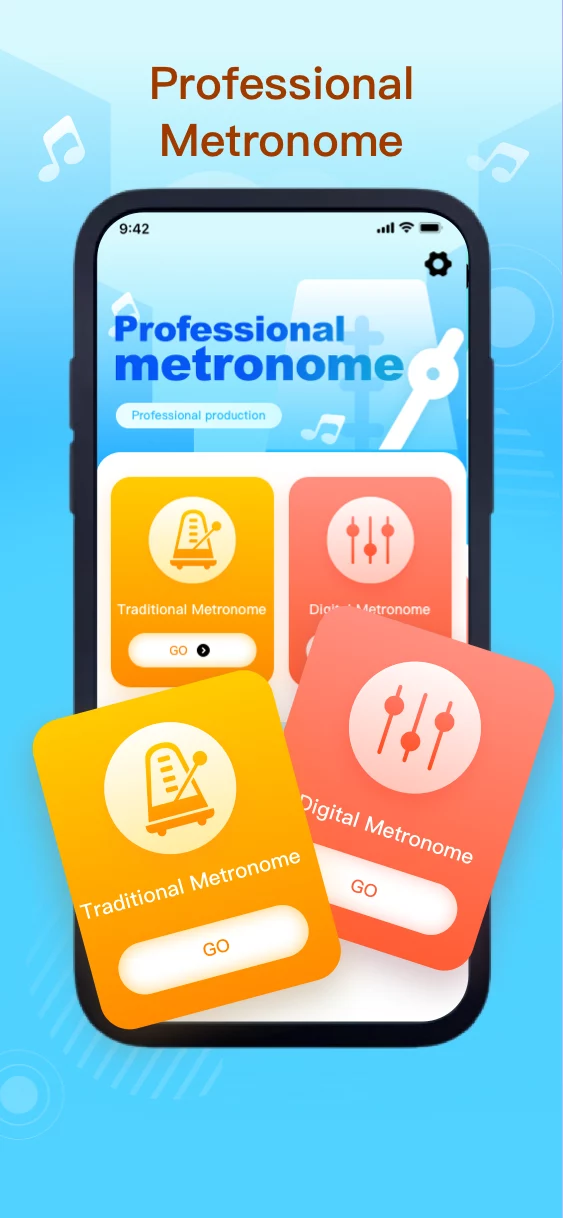 Professional
Metronome
9:42
Professional
metronome
Professional production
Traditional Metronome
Digital Metronome
GO
Digital Metronome
GO
Traditional Metronome
GO